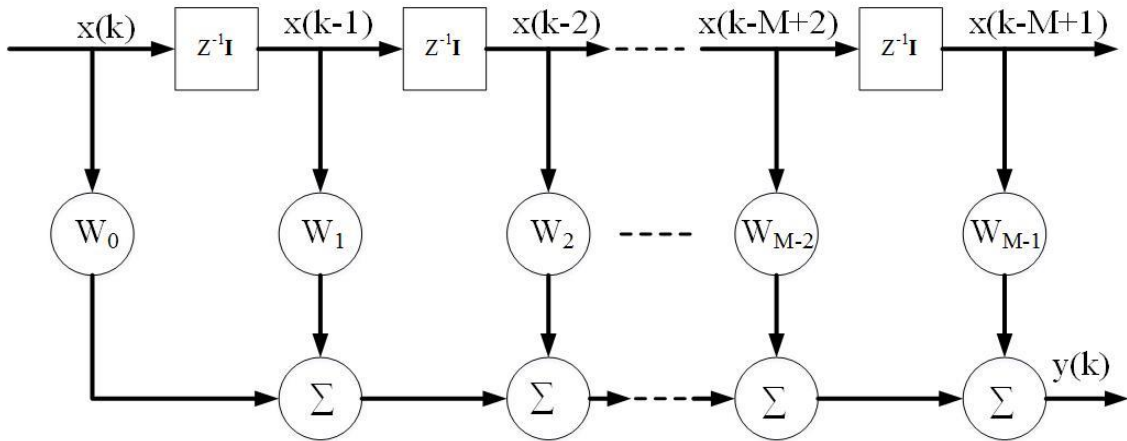 x(k) x(k-1) x(k-2) x(k-M+2) x(k-M+1)
Z⁻¹I Z⁻¹I Z⁻¹I
W₀ W₁ W₂ W_{M-2} W_{M-1}
y(k)
Σ Σ Σ Σ